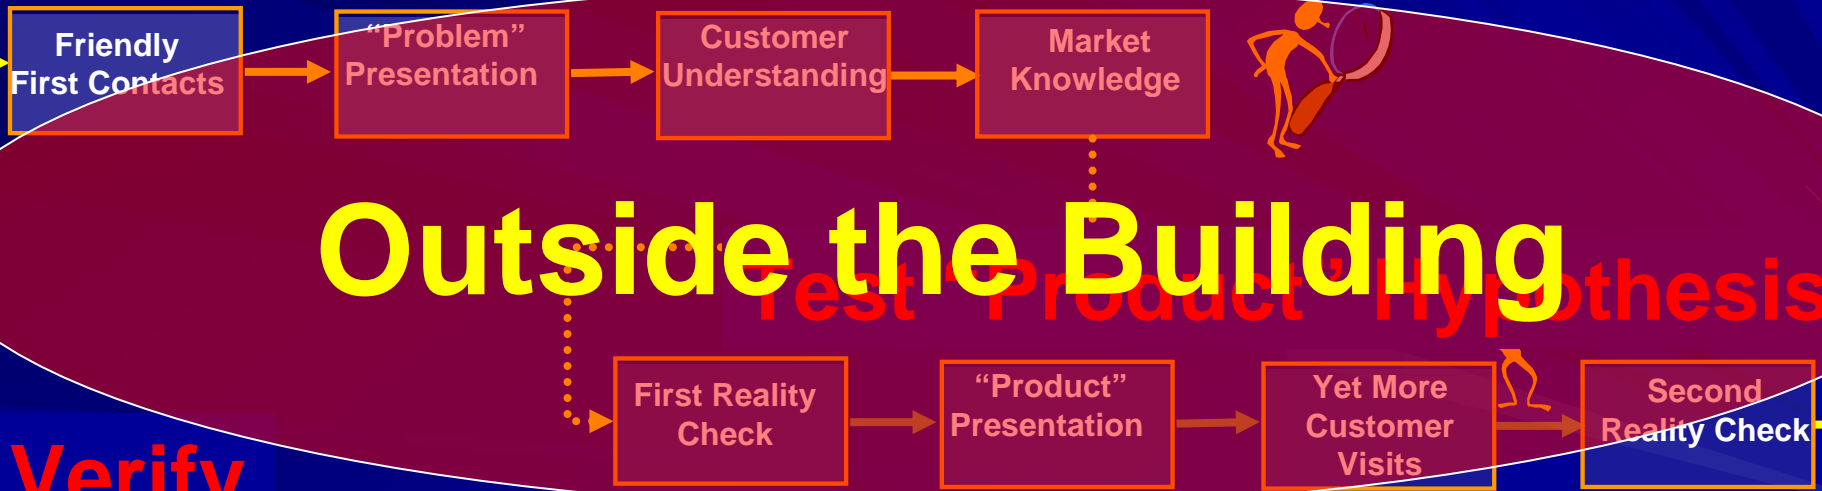 Friendly
First Contacts
“Problem”
Presentation
Customer
Understanding
Market
Knowledge
Outside the Building
Test “Product” Hypothesis
First Reality
Check
“Product”
Presentation
Yet More
Customer
Visits
Second
Reality Check
Verify